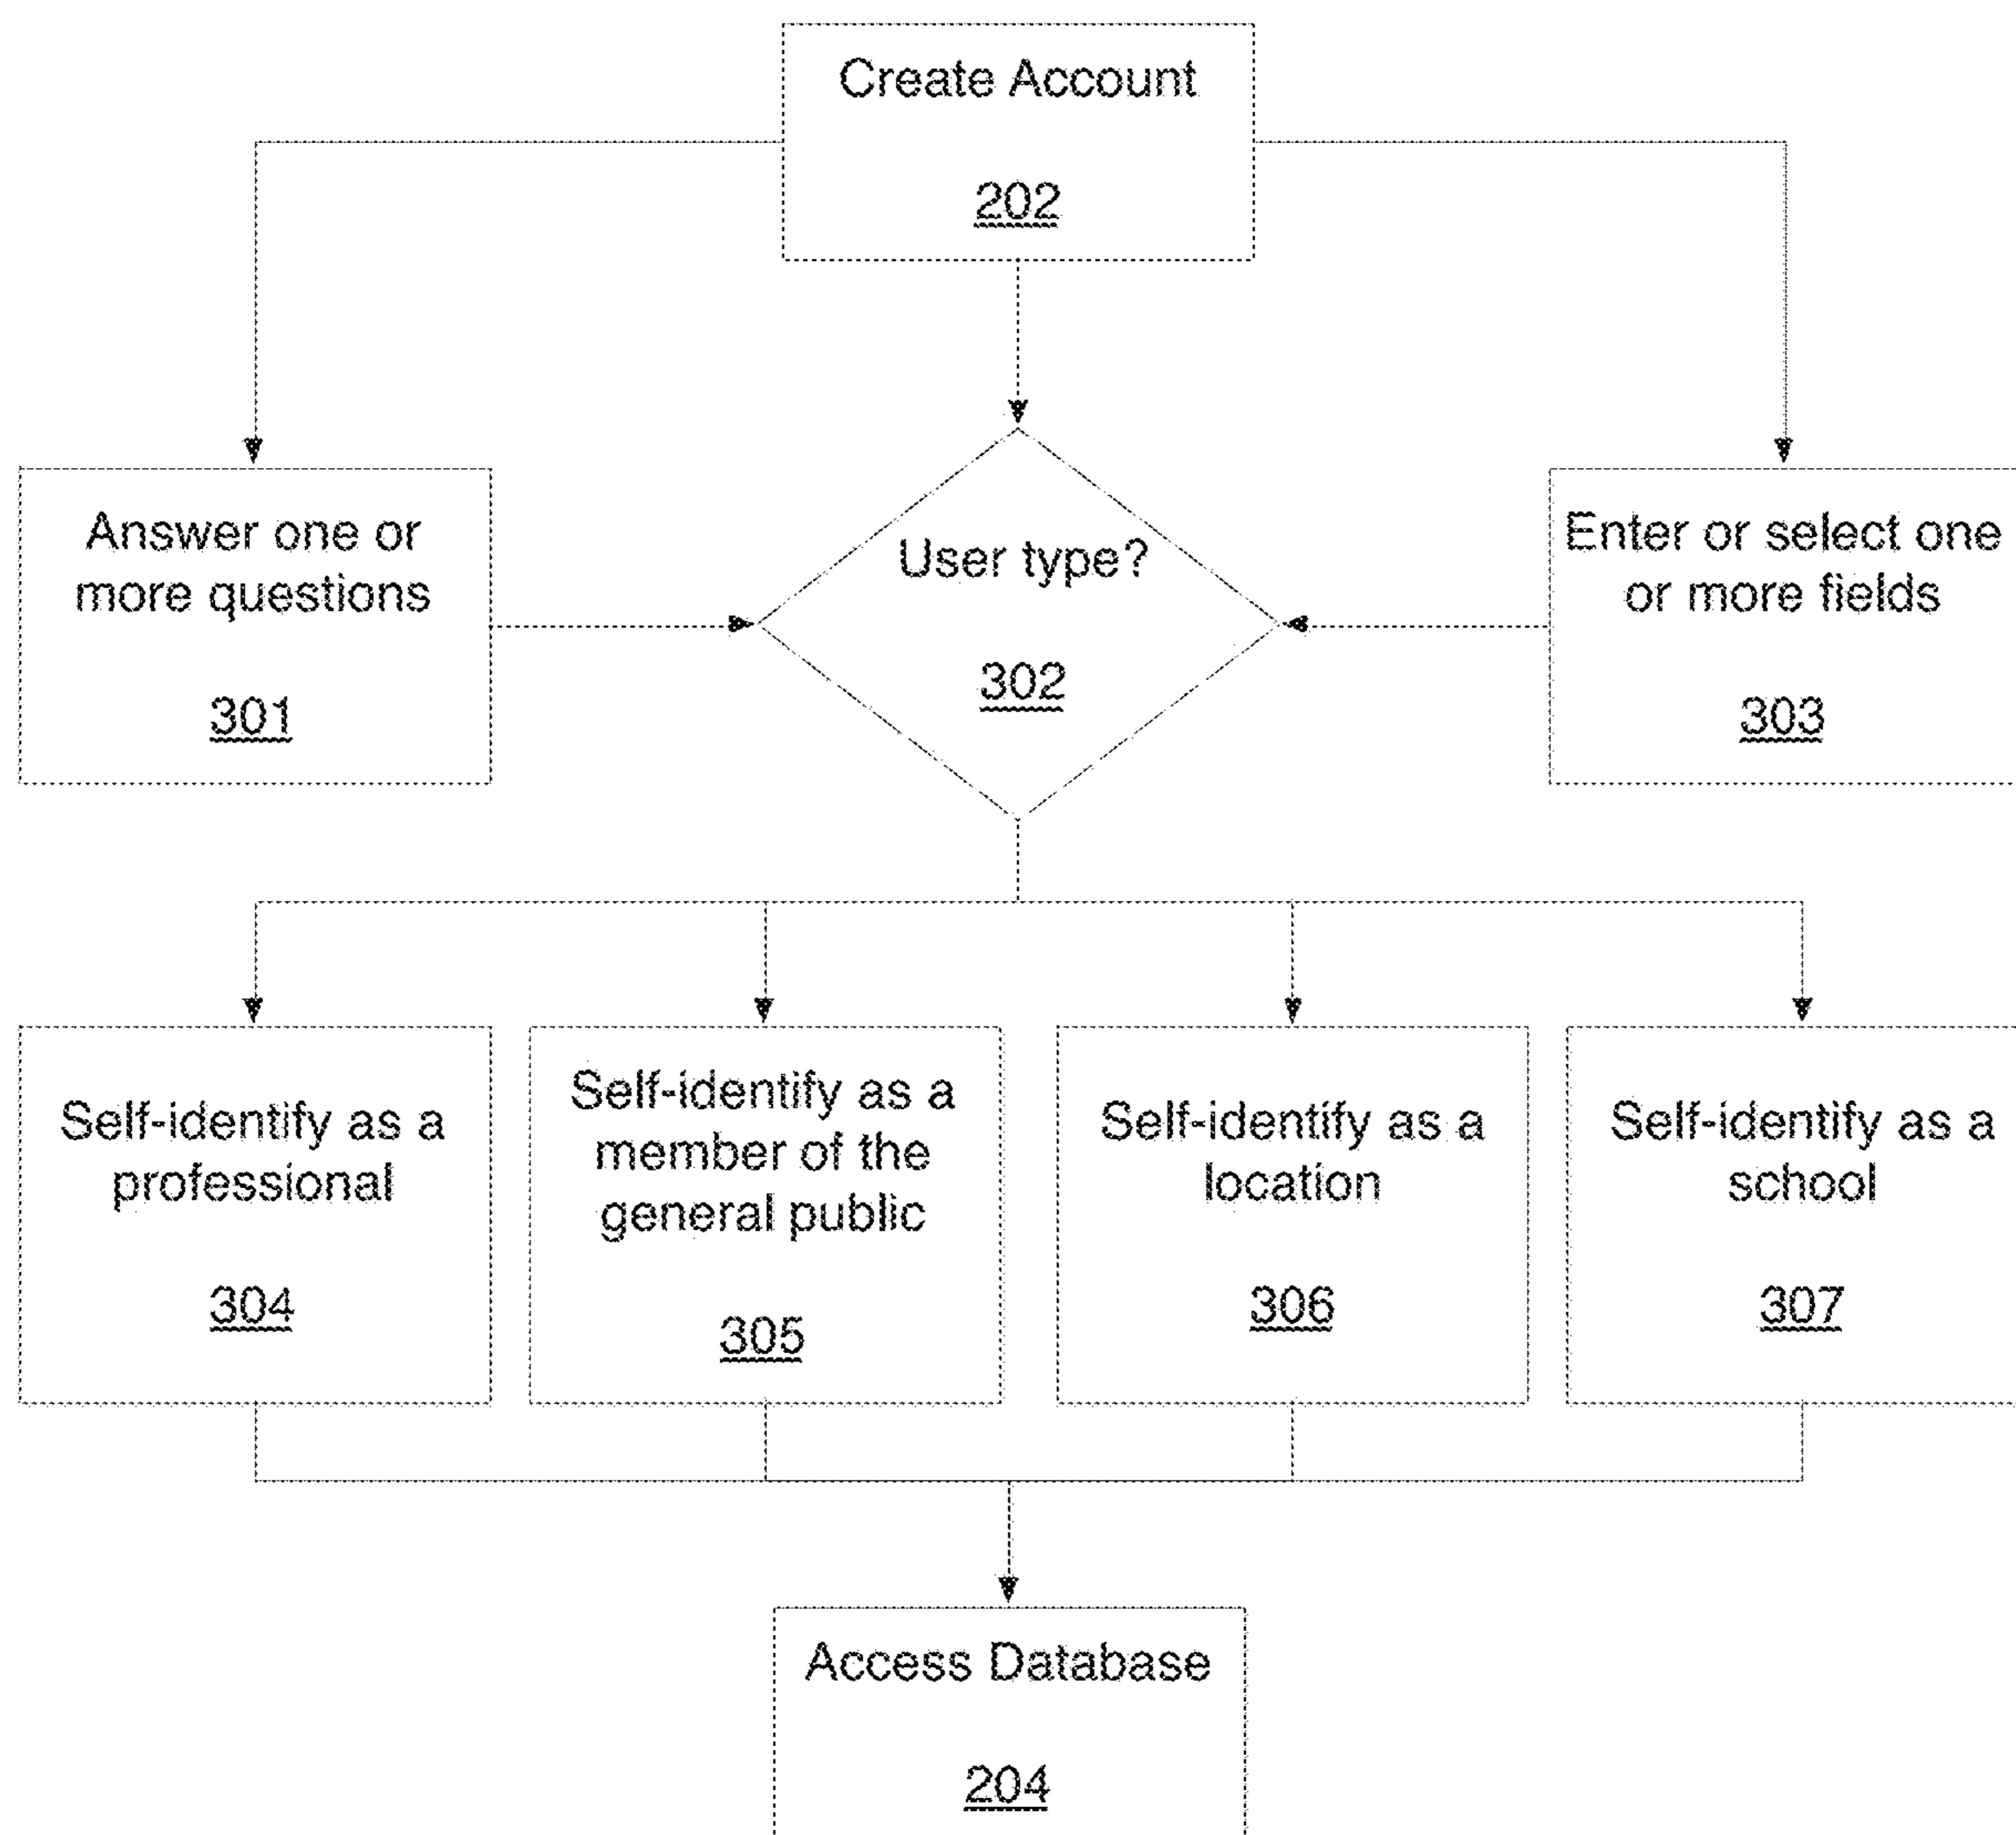 Create Account
202
Answer one or
more questions
301
User type?
302
Enter or select one
or more fields
303
Self-identify as a
professional
304
Self-identify as a
member of the
general public
305
Self-identify as a
location
306
Self-identify as a
school
307
Access Database
204